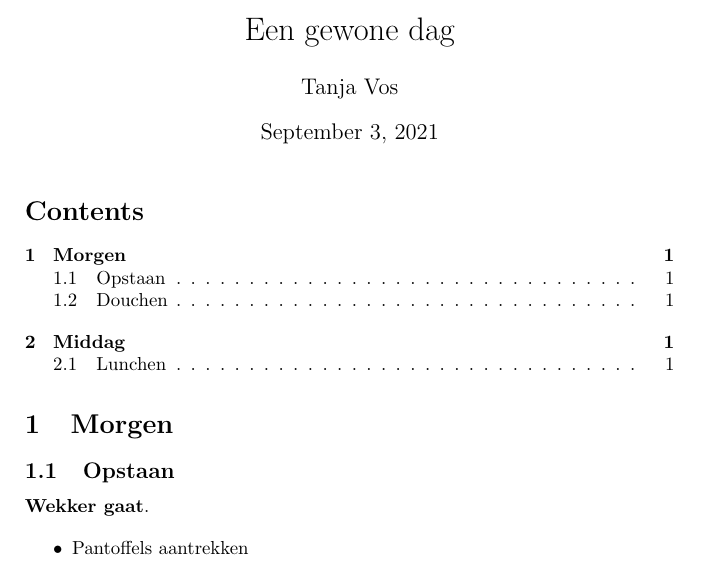 Een gewone dag
Tanja Vos
September 3, 2021
Contents
1 Morgen 1
1.1 Opstaan . . . . . . . . . . . . . . . . . . . . . . . . . . . . . . . . 1
1.2 Douchen . . . . . . . . . . . . . . . . . . . . . . . . . . . . . . . . 1
2 Middag 1
2.1 Lunchen . . . . . . . . . . . . . . . . . . . . . . . . . . . . . . . . 1
1 Morgen
1.1 Opstaan
Wekker gaat.
• Pantoffels aantrekken